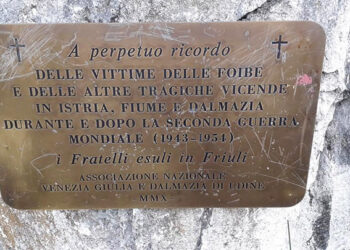 A perpetuo ricordo
DELLE VITTIME DELLE FOIBE
E DELLE ALTRE TRAGICHE VICENDE
IN ISTRIA, FIUME E DALMAZIA
DURANTE E DOPO LA SECONDA GUERRA
MONDIALE (1943-1954)
i Fratelli esuli in Friuli
ASSOCIAZIONE NAZIONALE
VENEZIA GIULIA E DALMAZIA DI UDINE
MMX